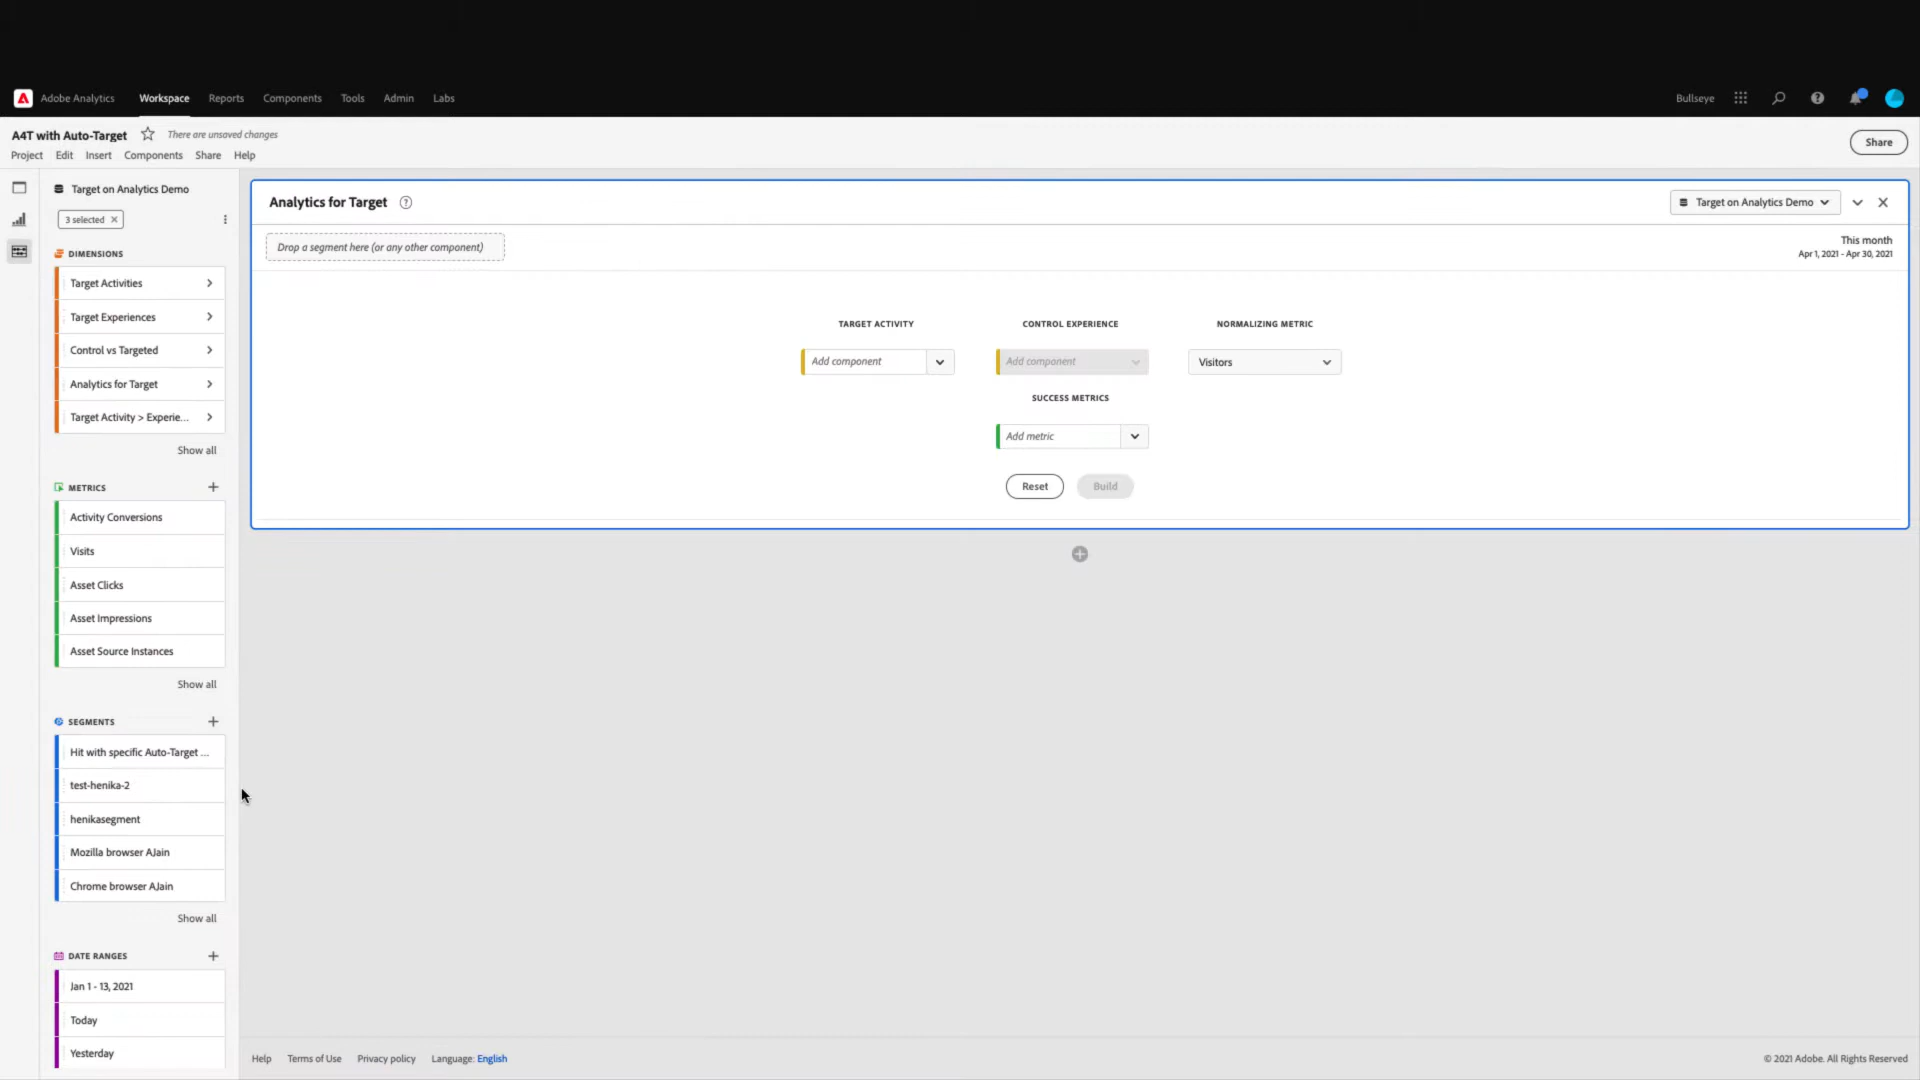 Adobe Analytics Workspace Reports Components Tools Admin Labs Bullseye
A4T with Auto-Target There are unsaved changes
Project Edit Insert Components Share Help Share
Target on Analytics Demo
3 selected
DIMENSIONS
Target Activities
Target Experiences
Control vs Targeted
Analytics for Target
Target Activity > Experie...
Show all
METRICS
Activity Conversions
Visits
Asset Clicks
Asset Impressions
Asset Source Instances
Show all
SEGMENTS
Hit with specific Auto-Target ...
test-henika-2
henikasegment
Mozilla browser AJain
Chrome browser AJain
Show all
DATE RANGES
Jan 1 - 13, 2021
Today
Yesterday
Analytics for Target Target on Analytics Demo
Drop a segment here (or any other component)
This month
Apr 1, 2021 - Apr 30, 2021
TARGET ACTIVITY CONTROL EXPERIENCE NORMALIZING METRIC
Add component Add component Visitors
SUCCESS METRICS
Add metric
Reset Build
Help Terms of Use Privacy policy Language: English © 2021 Adobe. All Rights Reserved